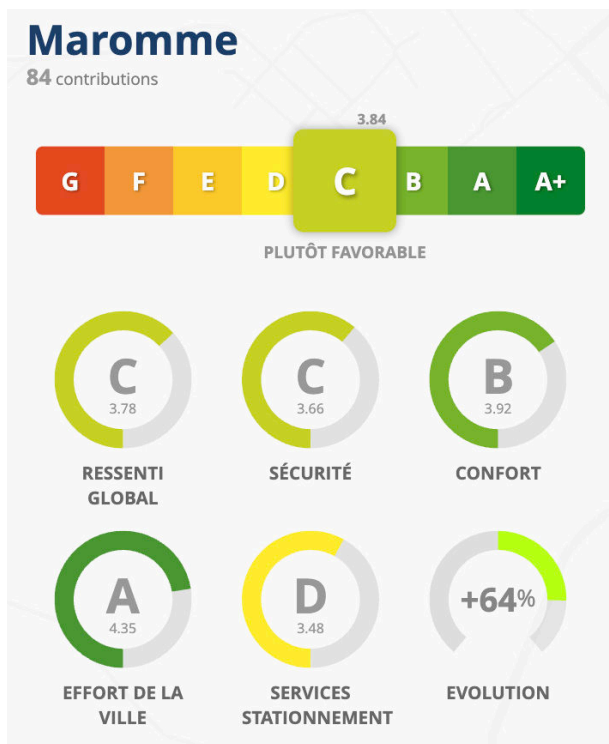 Maromme
84 contributions
3.84
G F E D C B A A+
PLUTÔT FAVORABLE
C C B
3.78 3.66 3.92
RESSENTI SÉCURITÉ CONFORT
GLOBAL
A D +64%
4.35 3.48
EFFORT DE LA SERVICES EVOLUTION
VILLE STATIONNEMENT